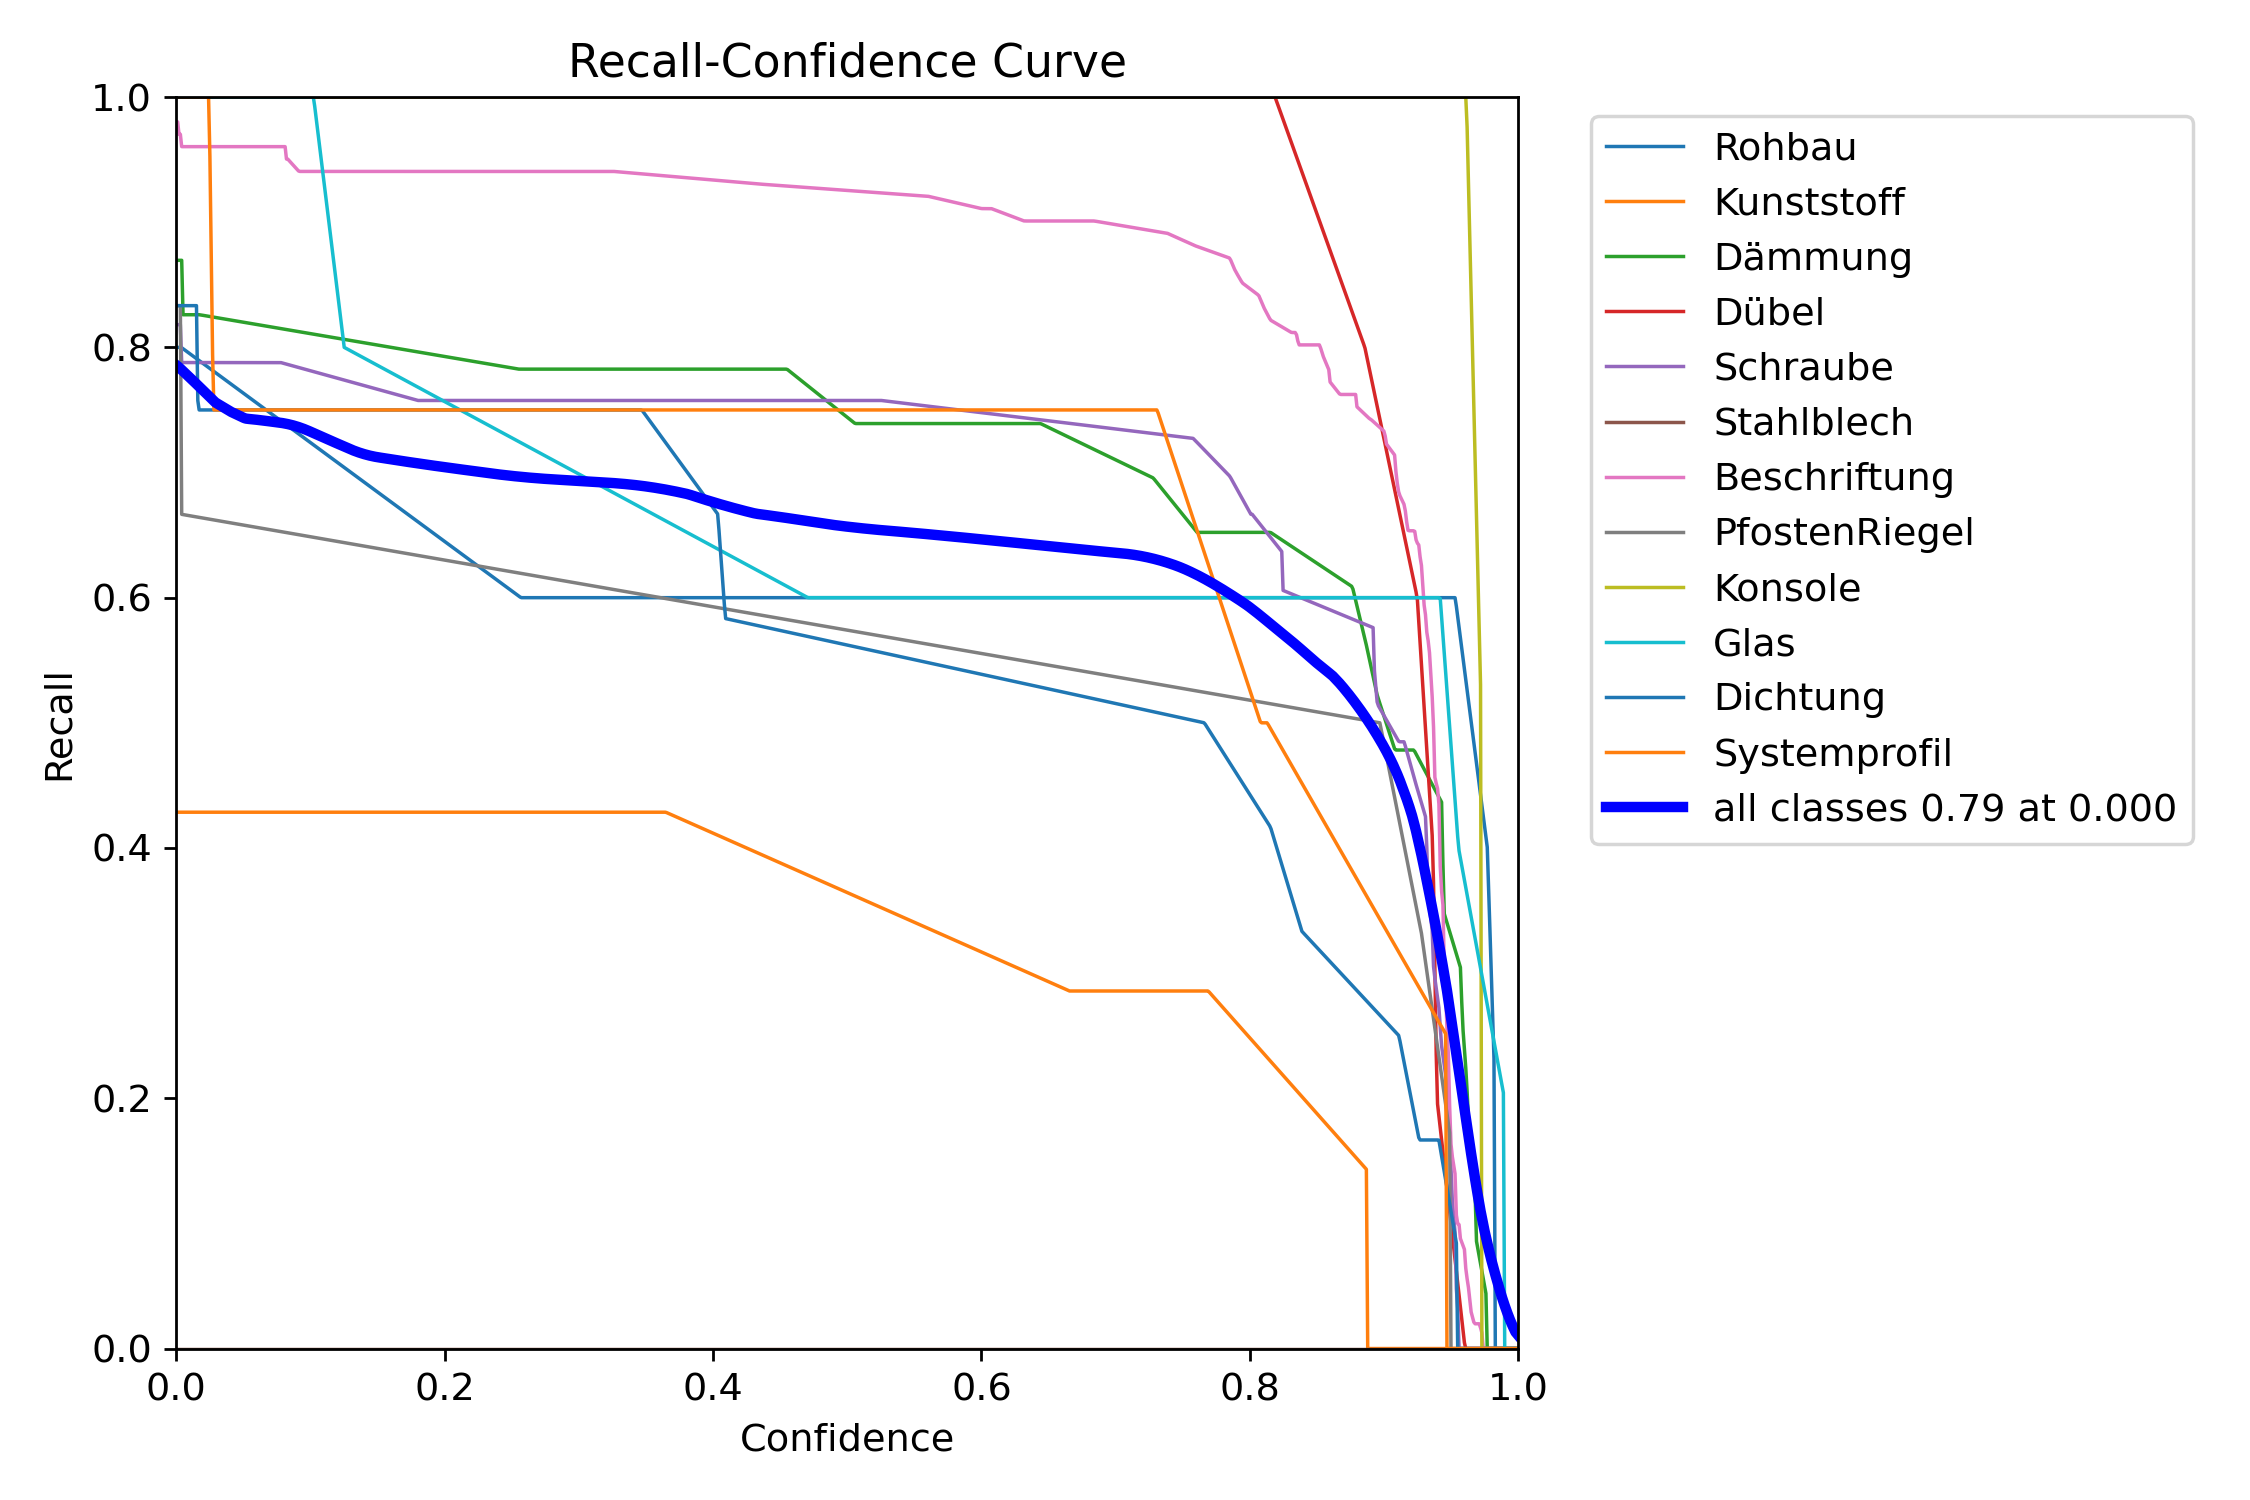 Recall-Confidence Curve
1.0
0.8
0.6
0.4
0.2
0.0
Recall
0.0 0.2 0.4 0.6 0.8 1.0
Confidence
Rohbau
Kunststoff
Dämmung
Dübel
Schraube
Stahlblech
Beschriftung
PfostenRiegel
Konsole
Glas
Dichtung
Systemprofil
all classes 0.79 at 0.000